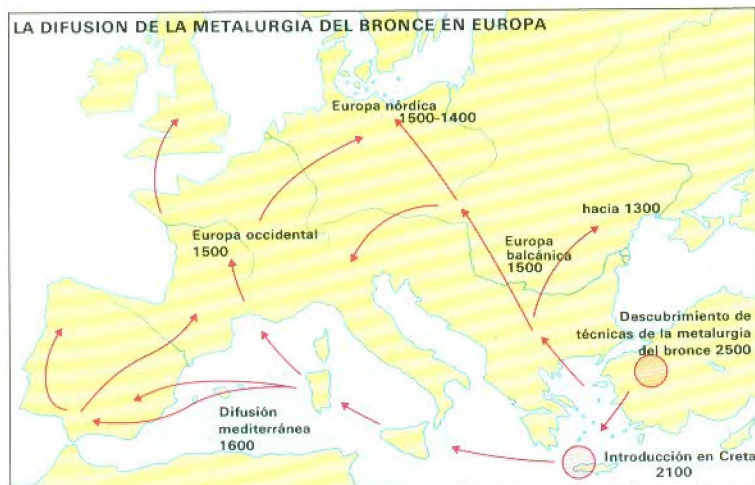 LA DIFUSION DE LA METALURGIA DEL BRONCE EN EUROPA
Europa nórdica
1500-1400
hacia 1300
Europa occidental
1500
Europa
balcánica
1500
Descubrimiento de
técnicas de la metalurgia
del bronce 2500
Difusión
mediterránea
1600
Introducción en Creta
2100